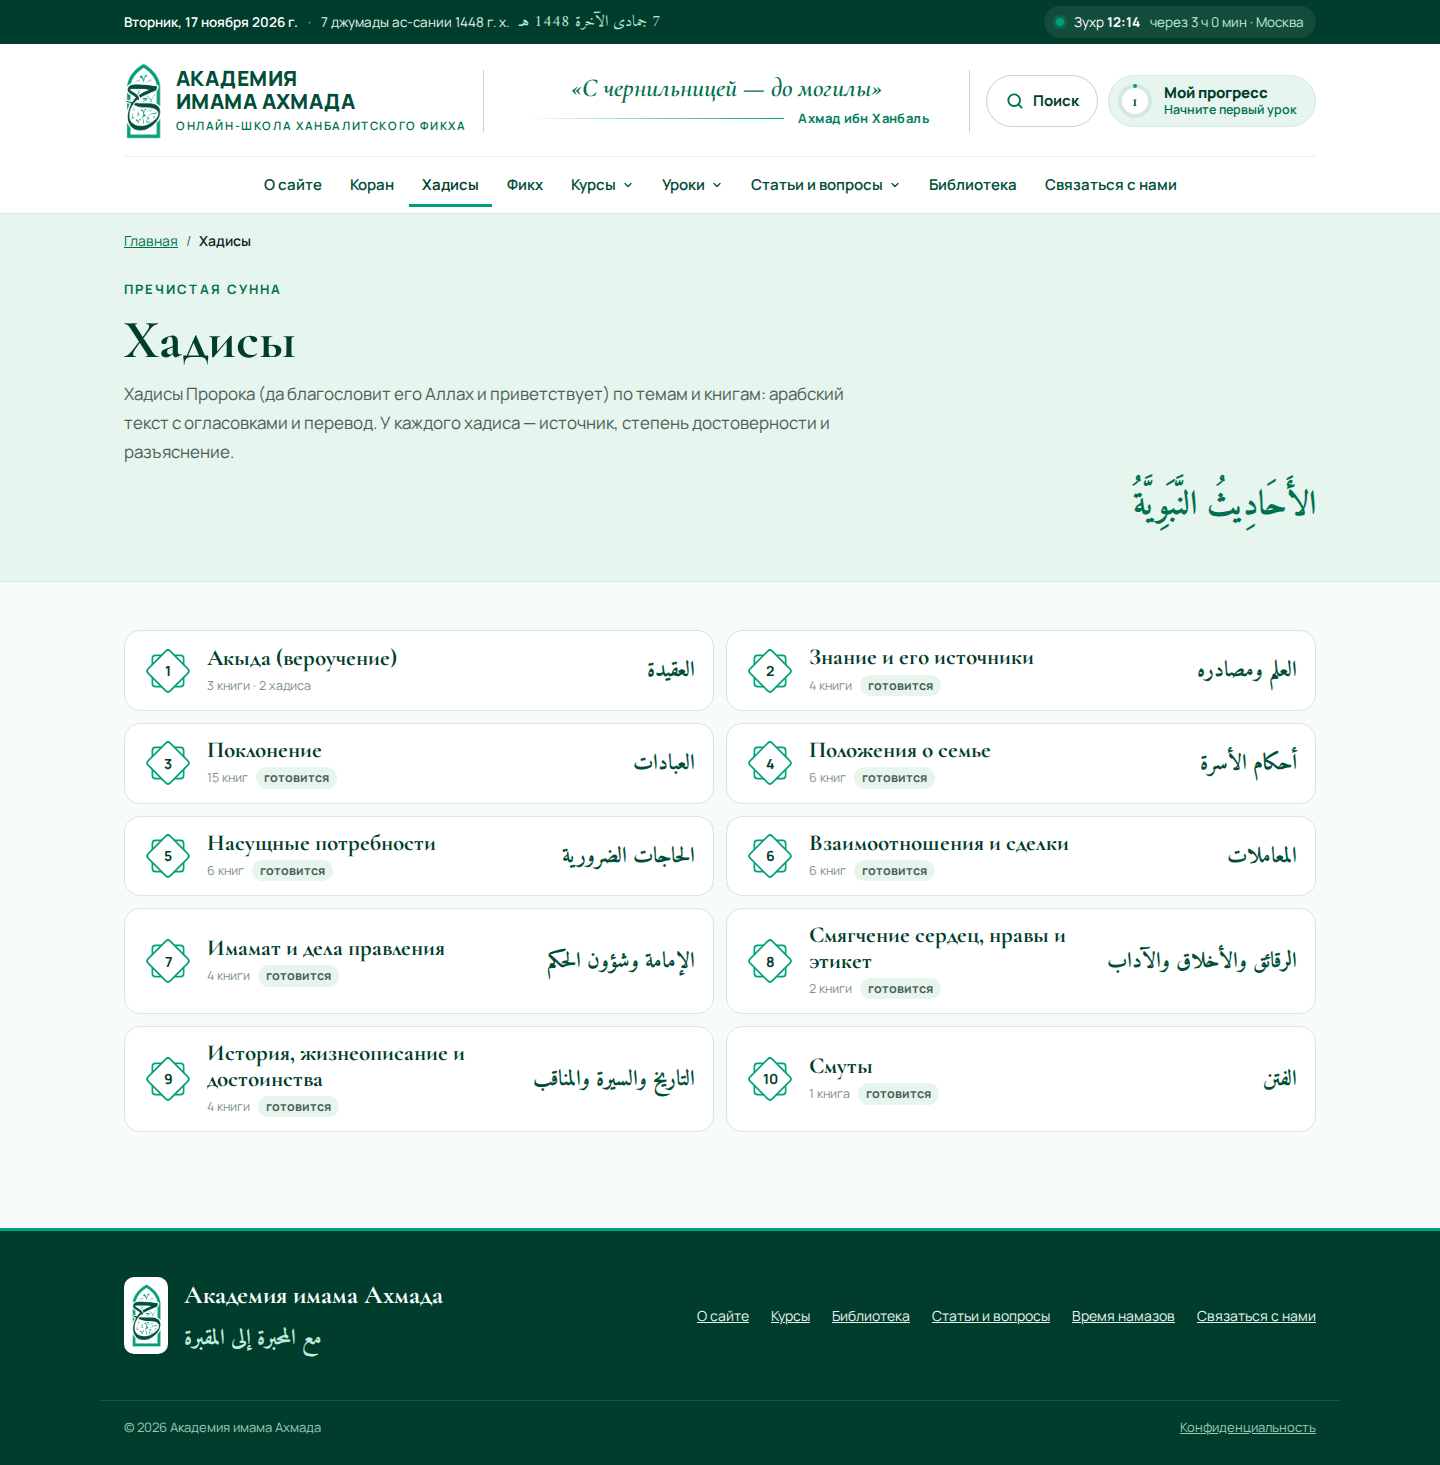 Вторник, 17 ноября 2026 г. · 7 джумады ас-сании 1448 г. х. 7 جمادى الآخرة 1448 هـ
Зухр 12:14 через 3 ч 0 мин · Москва
АКАДЕМИЯ
ИМАМА АХМАДА
ОНЛАЙН-ШКОЛА ХАНБАЛИТСКОГО ФИКХА
«С чернильницей — до могилы»
Ахмад ибн Ханбаль
Поиск
1
Мой прогресс
Начните первый урок
О сайте Коран Хадисы Фикх Курсы Уроки Статьи и вопросы Библиотека Связаться с нами
Главная / Хадисы
ПРЕЧИСТАЯ СУННА
Хадисы
Хадисы Пророка (да благословит его Аллах и приветствует) по темам и книгам: арабский
текст с огласовками и перевод. У каждого хадиса — источник, степень достоверности и
разъяснение.
الأَحَادِيثُ النَّبَوِيَّةُ
1 Акыда (вероучение) العقيدة
3 книги · 2 хадиса
2 Знание и его источники العلم ومصادره
4 книги готовится
3 Поклонение العبادات
15 книг готовится
4 Положения о семье أحكام الأسرة
6 книг готовится
5 Насущные потребности الحاجات الضرورية
6 книг готовится
6 Взаимоотношения и сделки المعاملات
6 книг готовится
7 Имамат и дела правления الإمامة وشؤون الحكم
4 книги готовится
8 Смягчение сердец, нравы и
этикет الرقائق والأخلاق والآداب
2 книги готовится
9 История, жизнеописание и
достоинства التاريخ والسيرة والمناقب
4 книги готовится
10 Смуты الفتن
1 книга готовится
Академия имама Ахмада
مع المحبرة إلى المقبرة
О сайте Курсы Библиотека Статьи и вопросы Время намазов Связаться с нами
© 2026 Академия имама Ахмада
Конфиденциальность